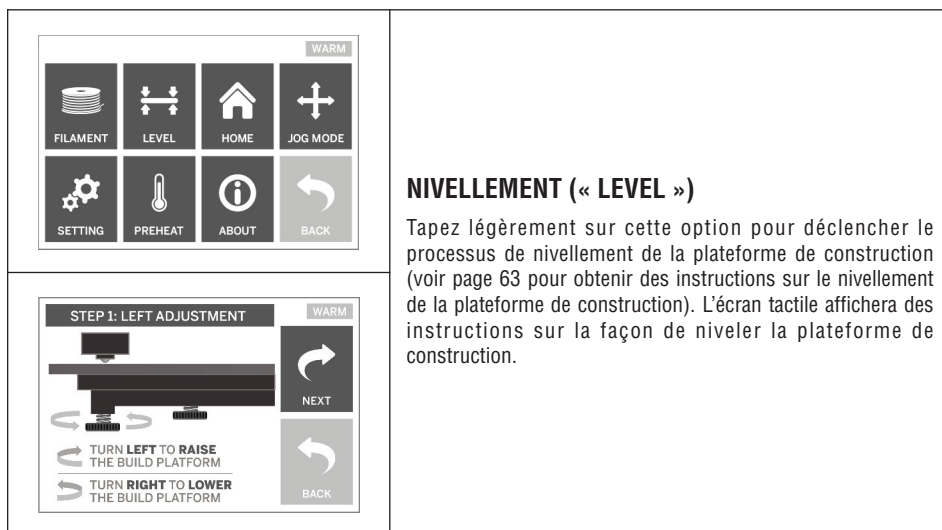 WARM
FILAMENT
LEVEL
HOME
JOG MODE
SETTING
PREHEAT
ABOUT
BACK
STEP 1: LEFT ADJUSTMENT
WARM
NEXT
TURN LEFT TO RAISE
THE BUILD PLATFORM
TURN RIGHT TO LOWER
THE BUILD PLATFORM
BACK
NIVELLEMENT (« LEVEL »)
Tapez légèrement sur cette option pour déclencher le
processus de nivellement de la plateforme de construction
(voir page 63 pour obtenir des instructions sur le nivellement
de la plateforme de construction). L’écran tactile affichera des
instructions sur la façon de niveler la plateforme de
construction.